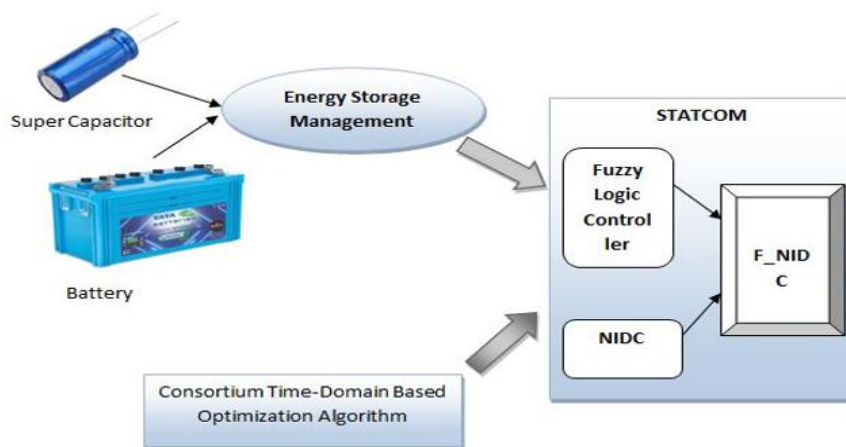 Energy Storage
Management
STATCOM
Super Capacitor
Fuzzy
Logic
Control
ler
F_NID
C
TATA
Battery
NIDC
Consortium Time-Domain Based
Optimization Algorithm